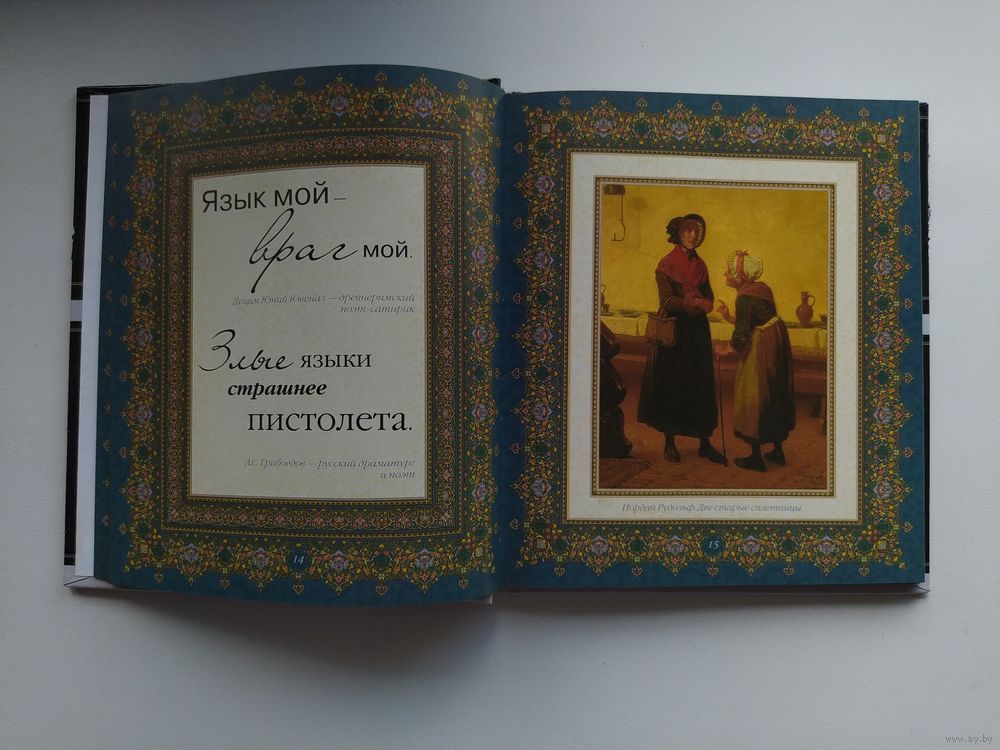 Язык мой –
враг мой.
Децим Юний Ювенал – древнеримский
поэт-сатирик
Злые языки
страшнее
пистолета.
А.С. Грибоедов – русский драматург
и поэт
14
Иордан Рудольф. Две старые сплетницы.
15
www.ay.by